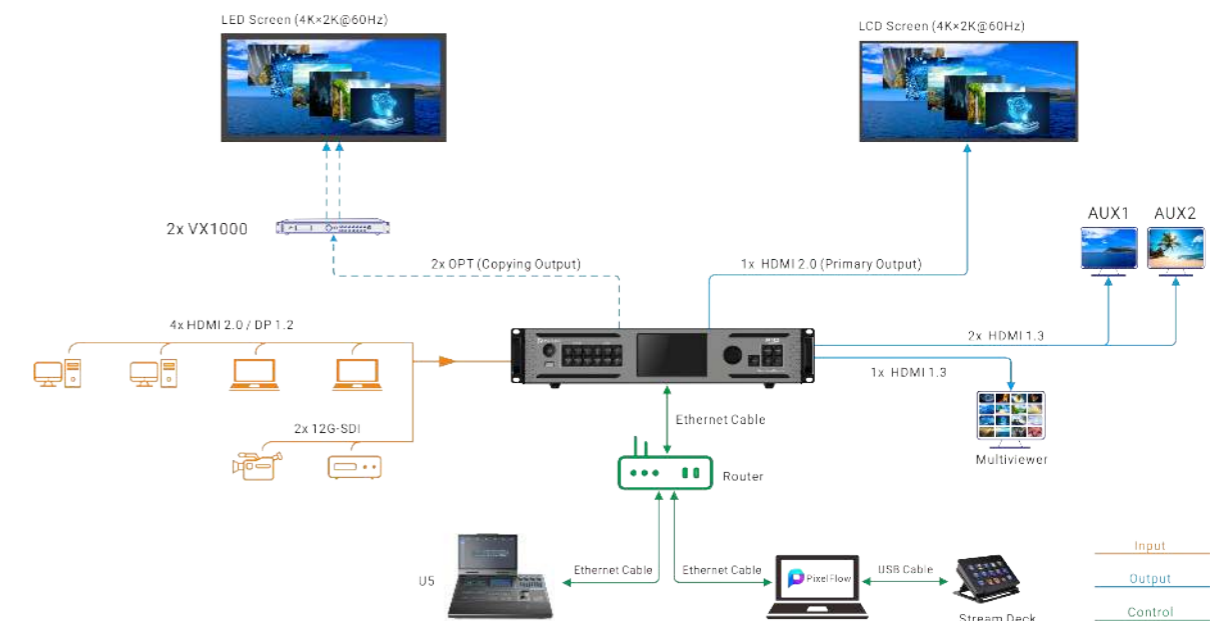 LED Screen (4K×2K@60Hz)
LCD Screen (4K×2K@60Hz)
AUX1 AUX2
2x VX1000
2x OPT (Copying Output)
1x HDMI 2.0 (Primary Output)
4x HDMI 2.0 / DP 1.2
2x HDMI 1.3
1x HDMI 1.3
Ethernet Cable
2x 12G-SDI
Multiviewer
Router
Input
Ethernet Cable
Ethernet Cable
USB Cable
PixelFlow
U5
Output
Control
Stream Deck